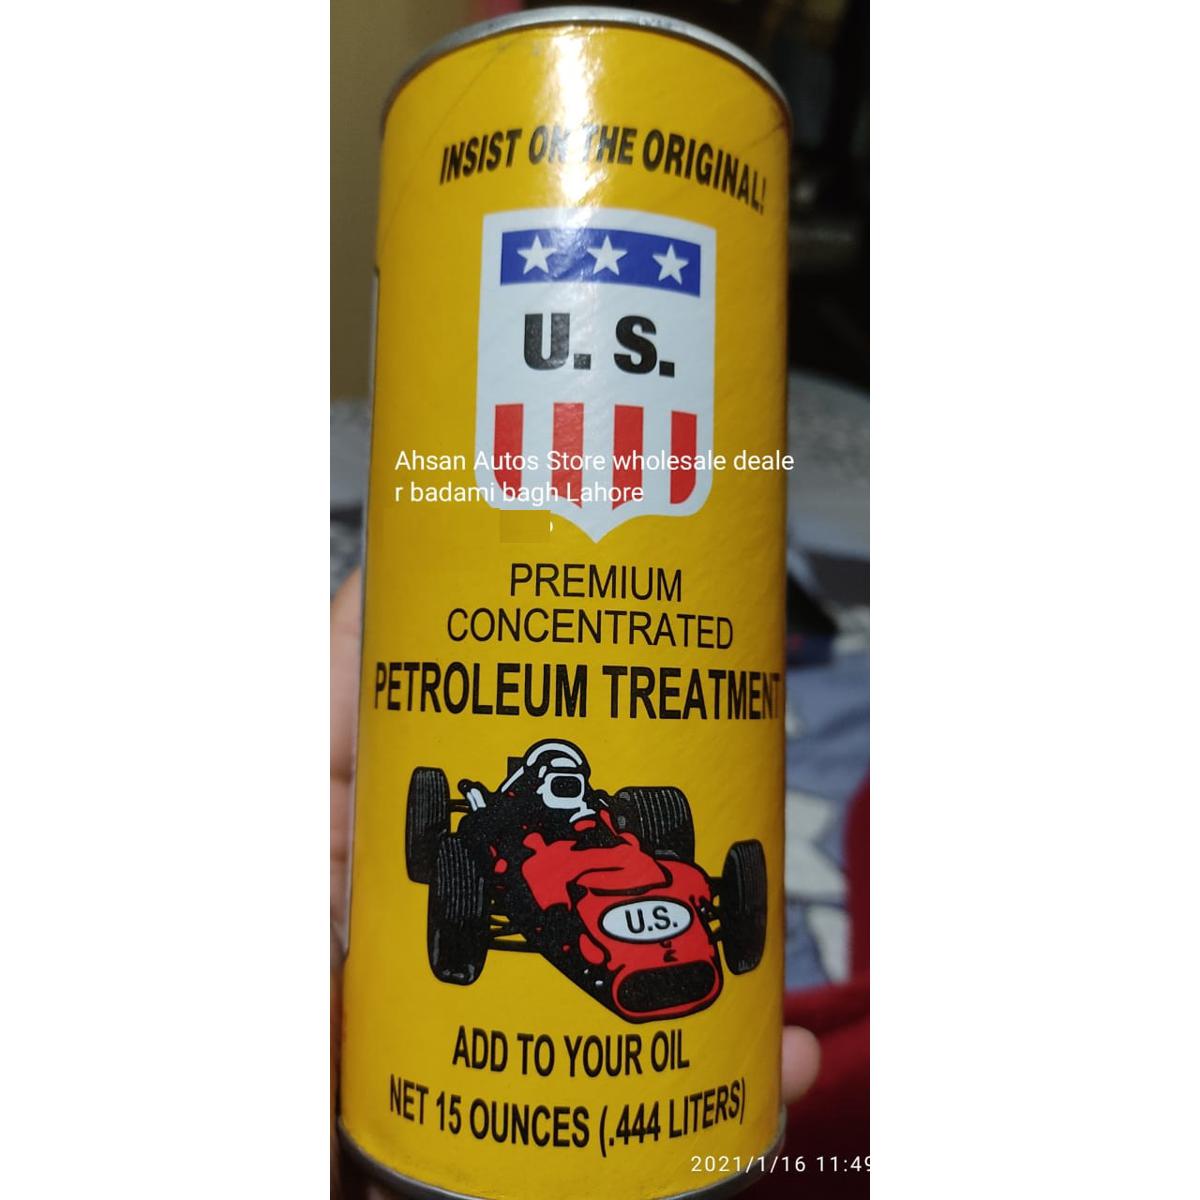 INSIST ON THE ORIGINAL!
U. S.
Ahsan Autos Store wholesale deale
r badami bagh Lahore
PREMIUM
CONCENTRATED
PETROLEUM TREATMENT
U.S.
ADD TO YOUR OIL
NET 15 OUNCES (.444 LITERS)
2021/1/16 11:49